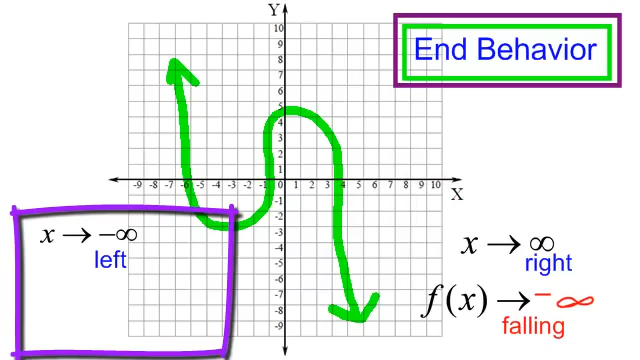 Y
End Behavior
10
9
8
7
6
5
4
3
2
1
-9 -8 -7 -6 -5 -4 -3 -2 -1 0 1 2 3 4 5 6 7 8 9 10
X
-1
-2
-3
-4
-5
-6
-7
-8
-9
x → −∞
left
x → ∞
right
f(x) → −∞
falling